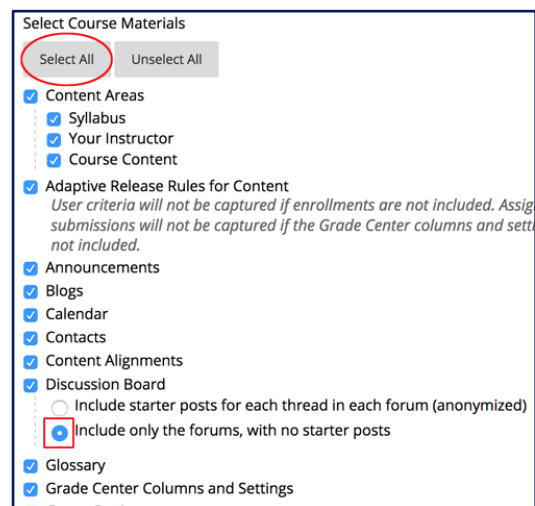 Select Course Materials
Select All Unselect All
Content Areas
Syllabus
Your Instructor
Course Content
Adaptive Release Rules for Content
User criteria will not be captured if enrollments are not included. Assig
submissions will not be captured if the Grade Center columns and setti
not included.
Announcements
Blogs
Calendar
Contacts
Content Alignments
Discussion Board
Include starter posts for each thread in each forum (anonymized)
Include only the forums, with no starter posts
Glossary
Grade Center Columns and Settings